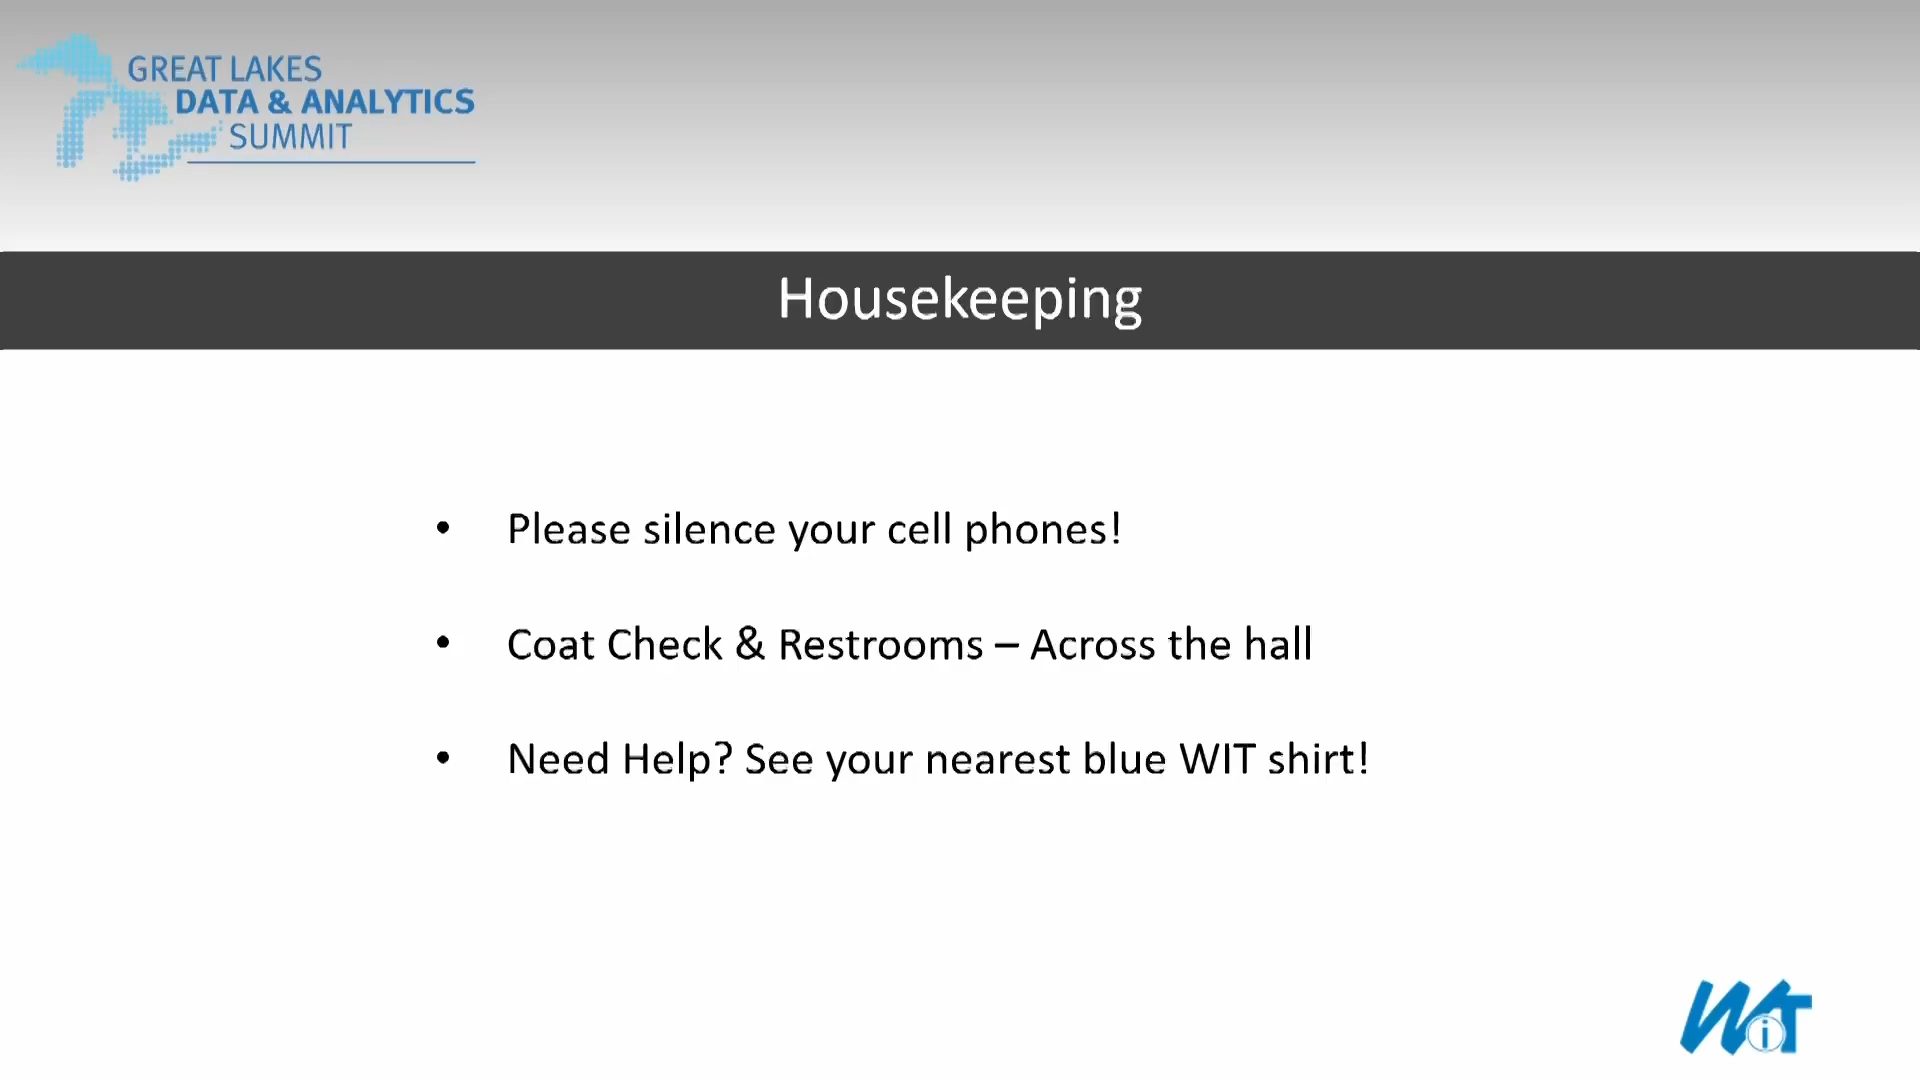 GREAT LAKES
DATA & ANALYTICS
SUMMIT
Housekeeping
• Please silence your cell phones!
• Coat Check & Restrooms – Across the hall
• Need Help? See your nearest blue WIT shirt!
WiT